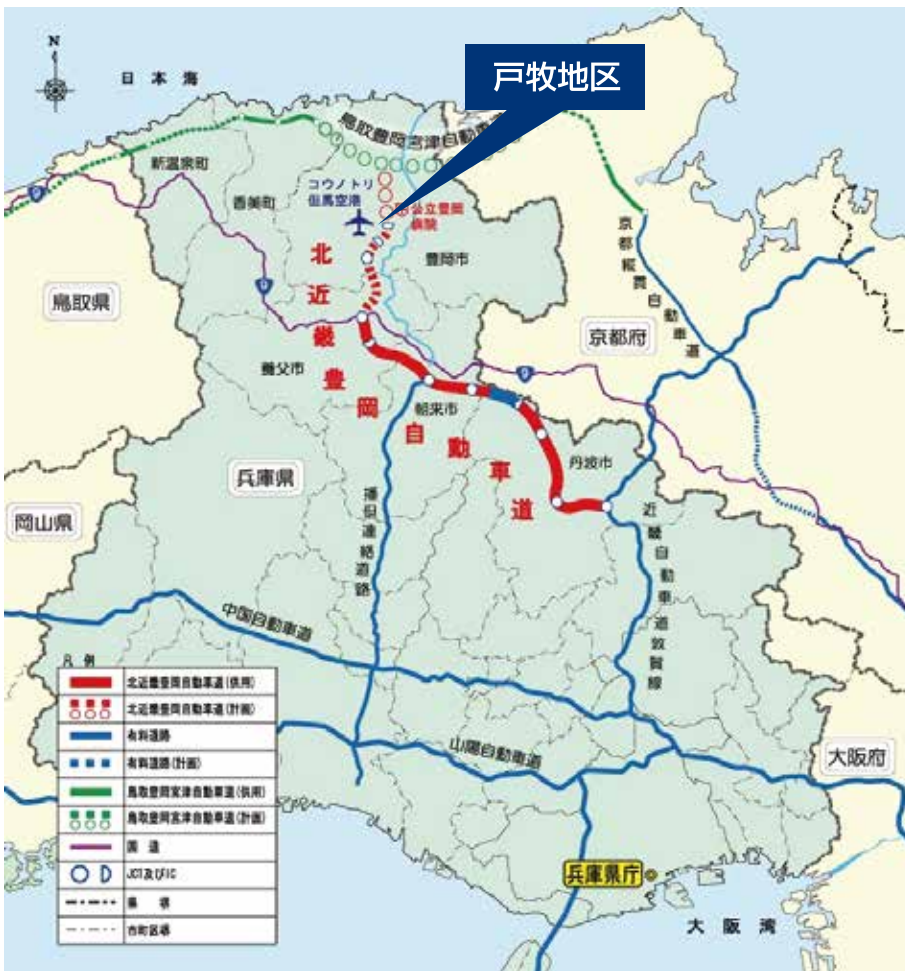 N
日本海
戸牧地区
鳥取豊岡宮津自動車道
新温泉町
コウノトリ
但馬空港
香美町
公立豊岡
病院
9
豊岡市
京都縦貫自動車道
鳥取県
9
北近畿豊岡自動車道
京都府
養父市
9
朝来市
丹波市
兵庫県
岡山県
播但連絡道路
近畿自動車道敦賀線
中国自動車道
凡例
北近畿豊岡自動車道(供用)
北近畿豊岡自動車道(計画)
有料道路
有料道路(計画)
鳥取豊岡宮津自動車道(供用)
鳥取豊岡宮津自動車道(計画)
国道
JCT及びIC
県境
市町区境
山陽自動車道
大阪府
兵庫県庁
大阪湾